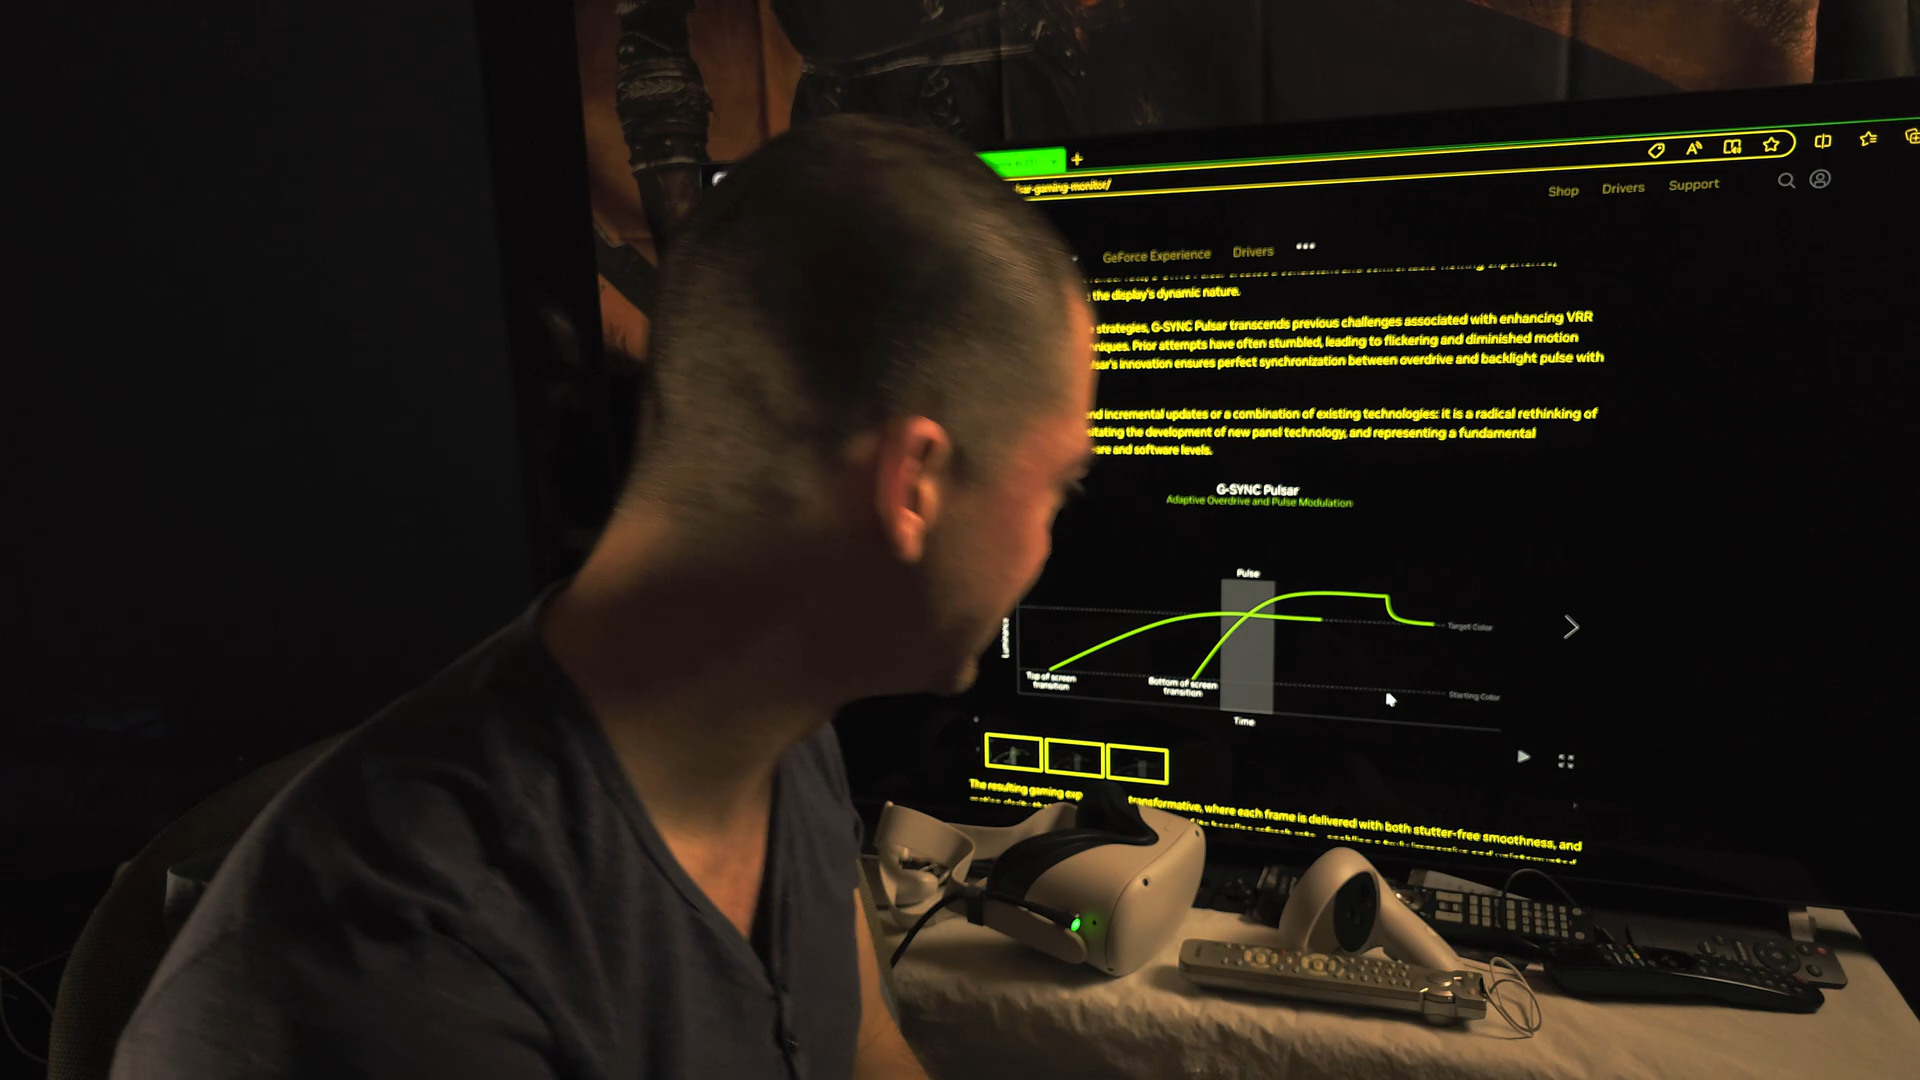 sar-gaming-monitor/
Shop Drivers Support
GeForce Experience Drivers
the display's dynamic nature.
strategies, G-SYNC Pulsar transcends previous challenges associated with enhancing VRR
niques. Prior attempts have often stumbled, leading to flickering and diminished motion
lsar's innovation ensures perfect synchronization between overdrive and backlight pulse with
nd incremental updates or a combination of existing technologies: it is a radical rethinking of
sitating the development of new panel technology, and representing a fundamental
are and software levels.
G-SYNC Pulsar
Adaptive Overdrive and Pulse Modulation
Pulse
Luminance
Target Color
Top of screen
transition
Bottom of screen
transition
Starting Color
Time
The resulting gaming exp transformative, where each frame is delivered with both stutter-free smoothness, and